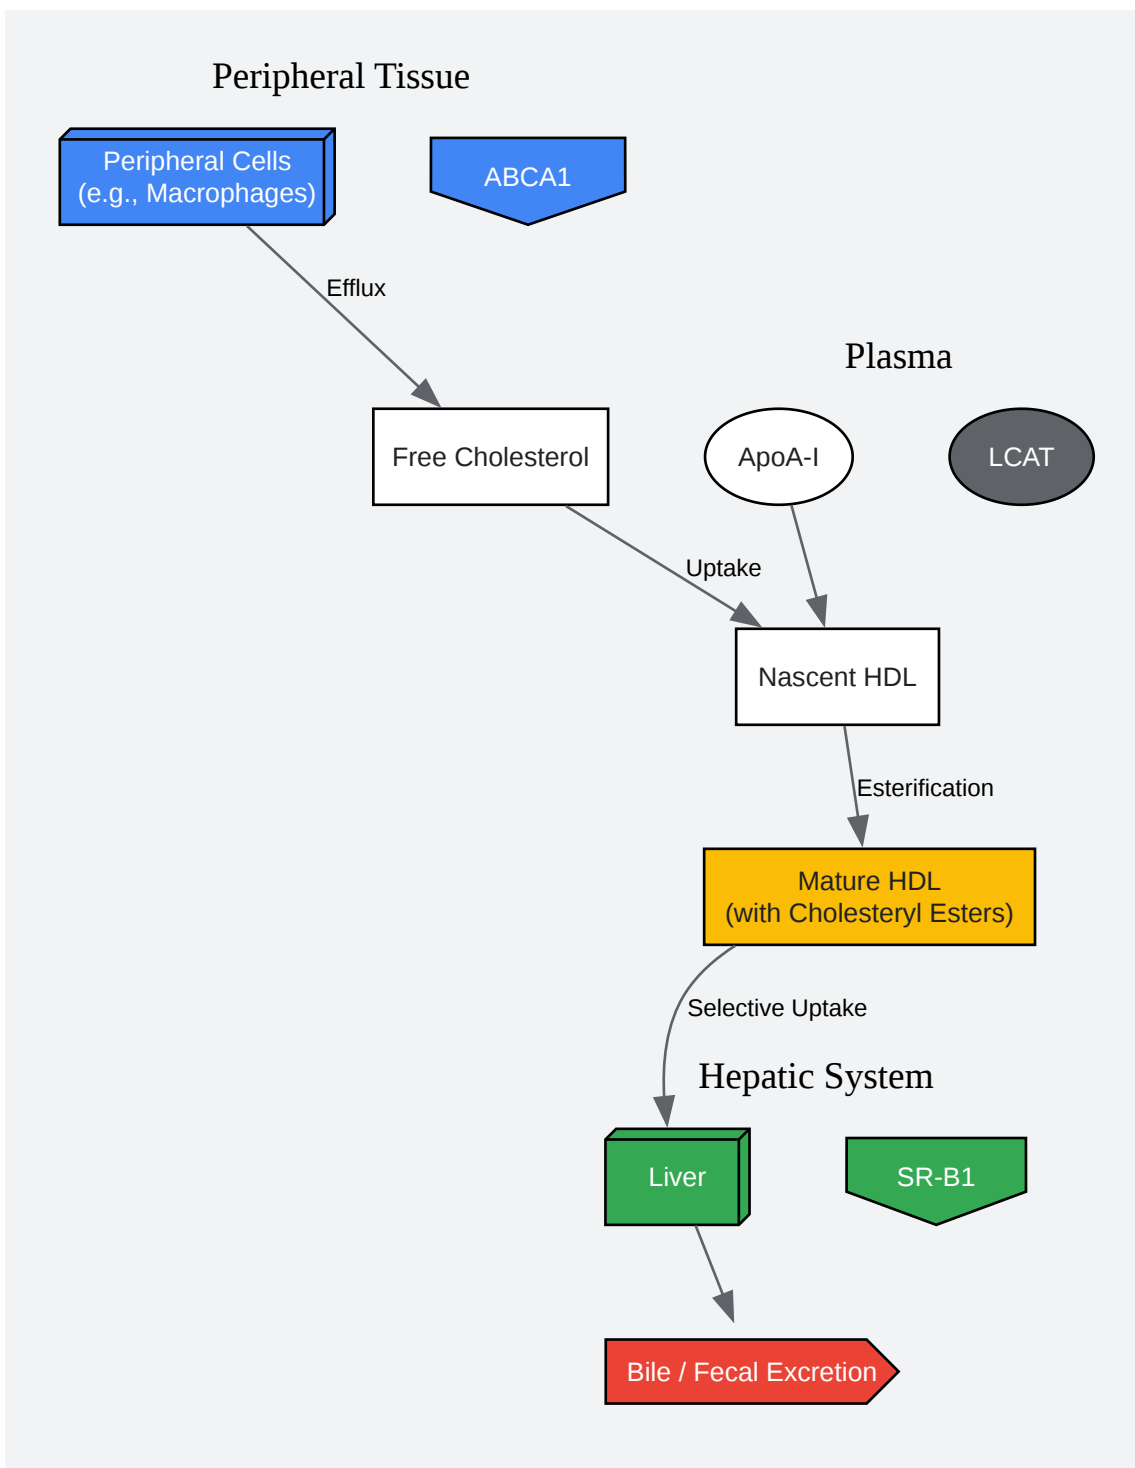 Peripheral Tissue
Peripheral Cells
(e.g., Macrophages)
ABCA1
Efflux
Plasma
Free Cholesterol
ApoA-I
LCAT
Uptake
Nascent HDL
Esterification
Mature HDL
(with Cholesteryl Esters)
Selective Uptake
Hepatic System
Liver
SR-B1
Bile / Fecal Excretion